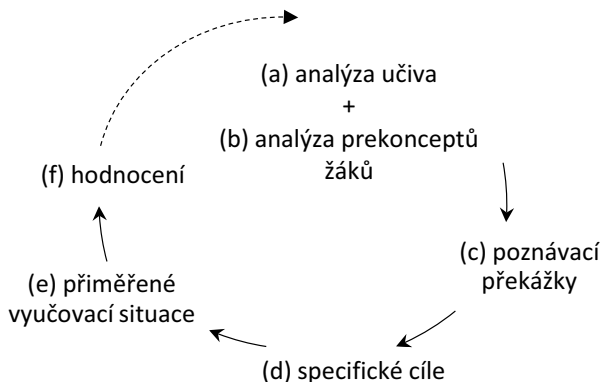 (a) analýza učiva
+
(b) analýza prekonceptů
žáků
(c) poznávací
překážky
(d) specifické cíle
(e) přiměřené
vyučovací situace
(f) hodnocení